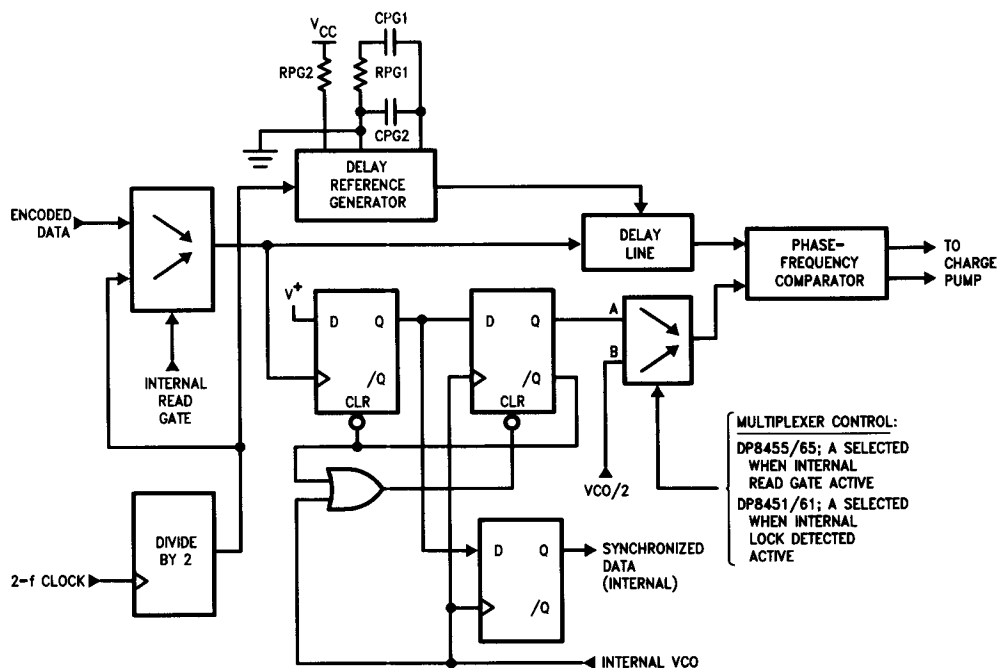 CPG1
VCC
RPG2
RPG1
CPG2
DELAY
REFERENCE
GENERATOR
ENCODED
DATA
DELAY
LINE
PHASE-
FREQUENCY
COMPARATOR
TO
CHARGE
PUMP
V+
D Q
/Q
CLR
D Q
/Q
CLR
A
B
INTERNAL
READ
GATE
VCO/2
MULTIPLEXER CONTROL:
DP8455/65; A SELECTED
WHEN INTERNAL
READ GATE ACTIVE
DP8451/61; A SELECTED
WHEN INTERNAL
LOCK DETECTED
ACTIVE
DIVIDE
BY 2
2-f CLOCK
D Q
/Q
SYNCHRONIZED
DATA
(INTERNAL)
INTERNAL VCO